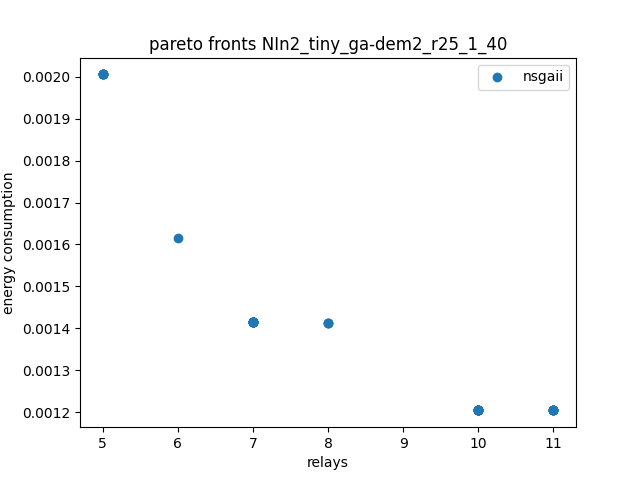 pareto fronts NIn2_tiny_ga-dem2_r25_1_40
nsgaii
0.0020
0.0019
0.0018
0.0017
0.0016
0.0015
0.0014
0.0013
0.0012
energy consumption
5 6 7 8 9 10 11
relays